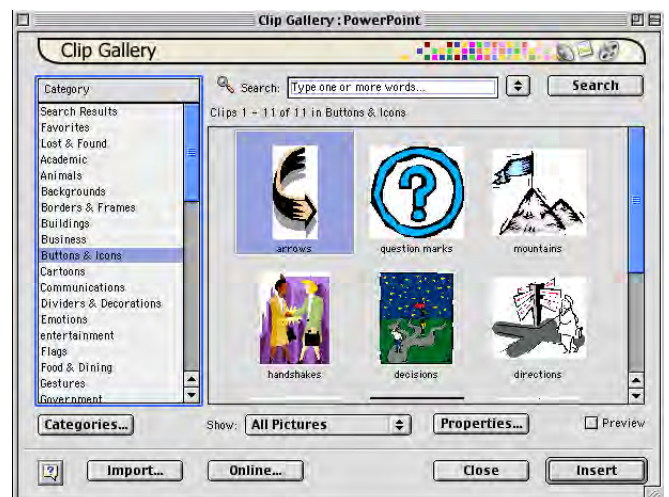 Clip Gallery : PowerPoint
Clip Gallery
Category
Search Results
Favorites
Lost & Found
Academic
Animals
Backgrounds
Borders & Frames
Buildings
Business
Buttons & Icons
Cartoons
Communications
Dividers & Decorations
Emotions
entertainment
Flags
Food & Dining
Gestures
Government
Search: Type one or more words...
Search
Clips 1 - 11 of 11 in Buttons & Icons
arrows question marks mountains
handshakes decisions directions
Categories... Show: All Pictures Properties... Preview
Import... Online... Close Insert